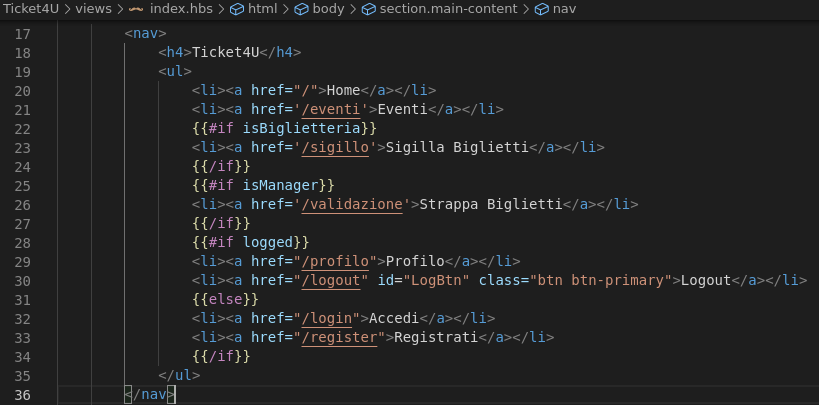 Ticket4U > views > index.hbs > html > body > section.main-content > nav
17 <nav>
18 <h4>Ticket4U</h4>
19 <ul>
20 <li><a href="/">Home</a></li>
21 <li><a href='/eventi'>Eventi</a></li>
22 {{#if isBiglietteria}}
23 <li><a href='/sigillo'>Sigilla Biglietti</a></li>
24 {{/if}}
25 {{#if isManager}}
26 <li><a href='/validazione'>Strappa Biglietti</a></li>
27 {{/if}}
28 {{#if logged}}
29 <li><a href="/profilo">Profilo</a></li>
30 <li><a href="/logout" id="LogBtn" class="btn btn-primary">Logout</a></li>
31 {{else}}
32 <li><a href="/login">Accedi</a></li>
33 <li><a href="/register">Registrati</a></li>
34 {{/if}}
35 </ul>
36 </nav>